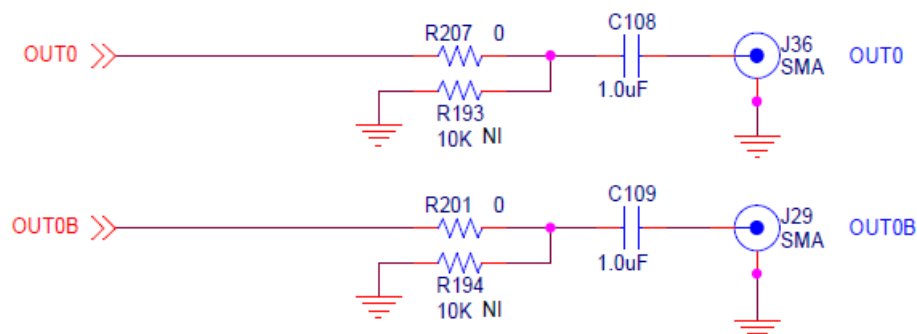 C108
R207 0
J36
OUT0
OUT0
SMA
R193
1.0uF
10K NI
C109
R201 0
J29
OUT0B
OUT0B
SMA
R194
1.0uF
10K NI